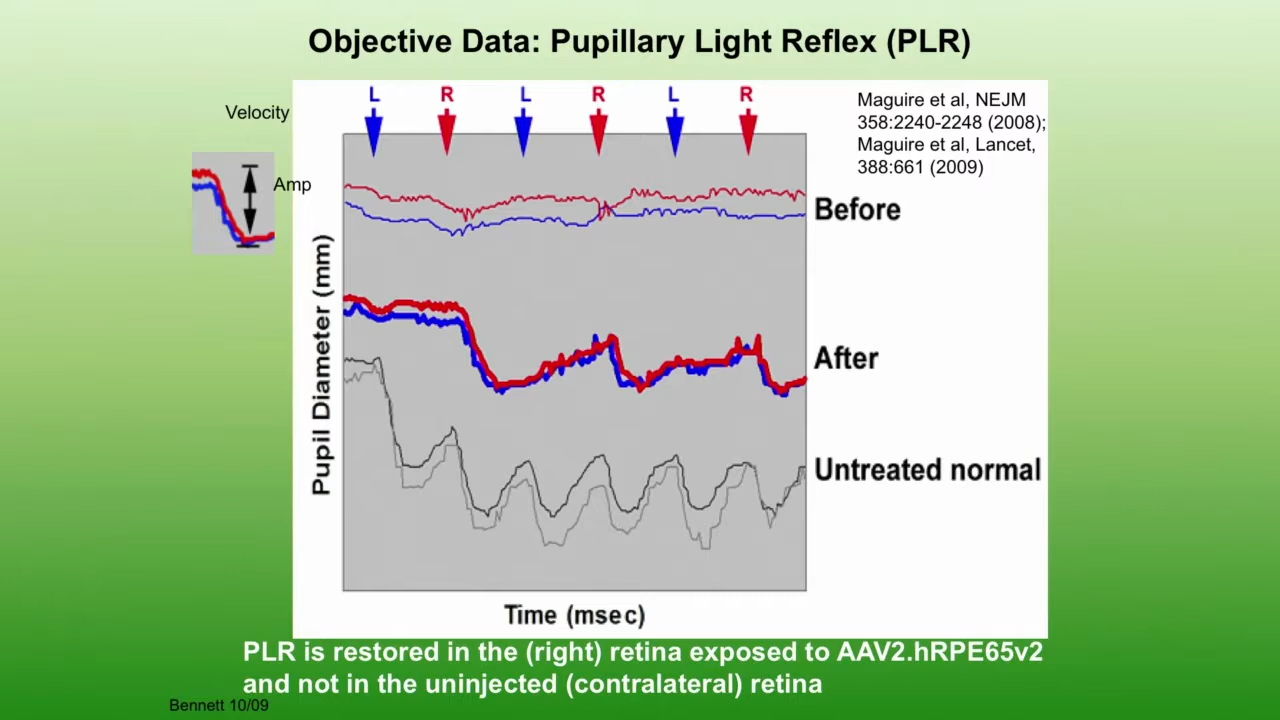 Objective Data: Pupillary Light Reflex (PLR)
L R L R L R
Velocity
Amp
Maguire et al, NEJM
358:2240-2248 (2008);
Maguire et al, Lancet,
388:661 (2009)
Before
After
Untreated normal
Pupil Diameter (mm)
Time (msec)
PLR is restored in the (right) retina exposed to AAV2.hRPE65v2
and not in the uninjected (contralateral) retina
Bennett 10/09